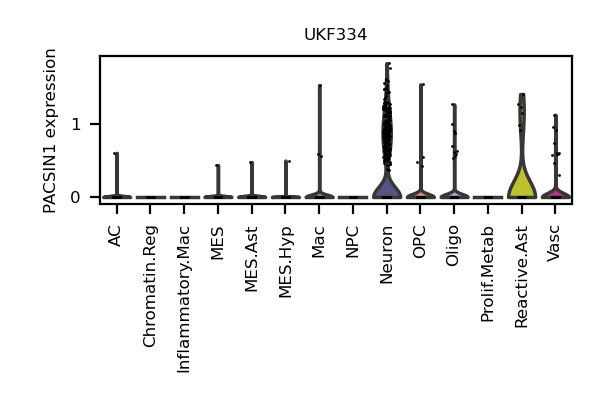 UKF334
PACSIN1 expression
1
0
AC
Chromatin.Reg
Inflammatory.Mac
MES
MES.Ast
MES.Hyp
Mac
NPC
Neuron
OPC
Oligo
Prolif.Metab
Reactive.Ast
Vasc